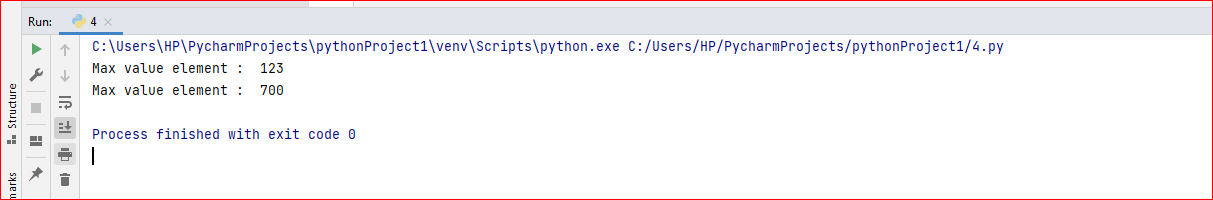 Run: 4
C:\Users\HP\PycharmProjects\pythonProject1\venv\Scripts\python.exe C:/Users/HP/PycharmProjects/pythonProject1/4.py
Max value element :  123
Max value element :  700
Process finished with exit code 0
Structure
marks